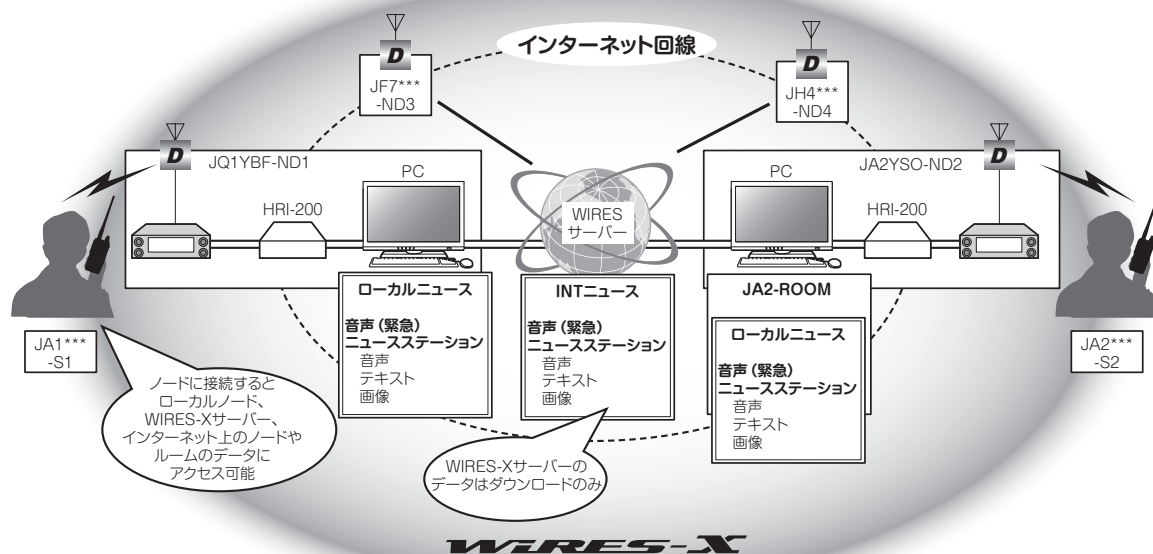 インターネット回線
D
JF7***
-ND3
D
JH4***
-ND4
D
JQ1YBF-ND1
PC
HRI-200
WIRES
サーバー
PC
JA2YSO-ND2
D
HRI-200
JA1***
-S1
JA2***
-S2
ローカルニュース
音声（緊急）
ニュースステーション
音声
テキスト
画像
INTニュース
音声（緊急）
ニュースステーション
音声
テキスト
画像
JA2-ROOM
ローカルニュース
音声（緊急）
ニュースステーション
音声
テキスト
画像
ノードに接続すると
ローカルノード、
WIRES-Xサーバー、
インターネット上のノードや
ルームのデータに
アクセス可能
WIRES-Xサーバーの
データはダウンロードのみ
WiRES-X